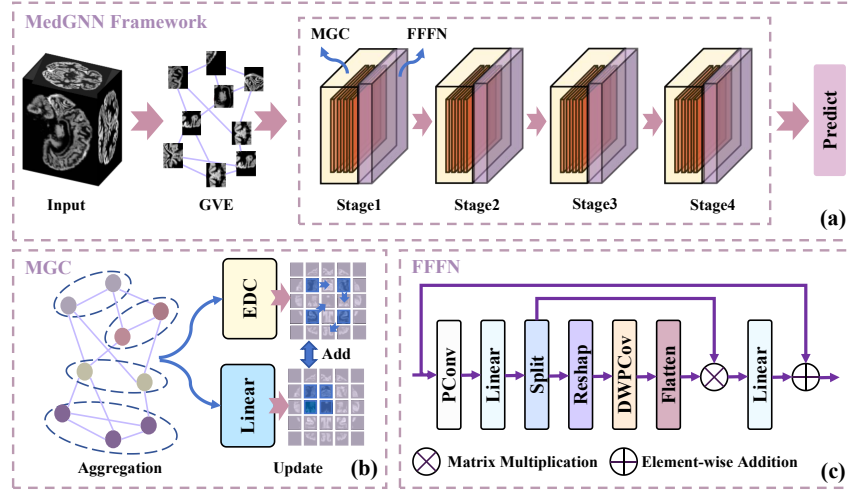 MedGNN Framework
MGC
FFFN
Predict
Input
GVE
Stage1
Stage2
Stage3
Stage4
(a)
MGC
EDC
Add
Linear
Aggregation
Update
(b)
FFFN
PConv
Linear
Split
Reshap
DWPCov
Flatten
Linear
Matrix Multiplication
Element-wise Addition
(c)